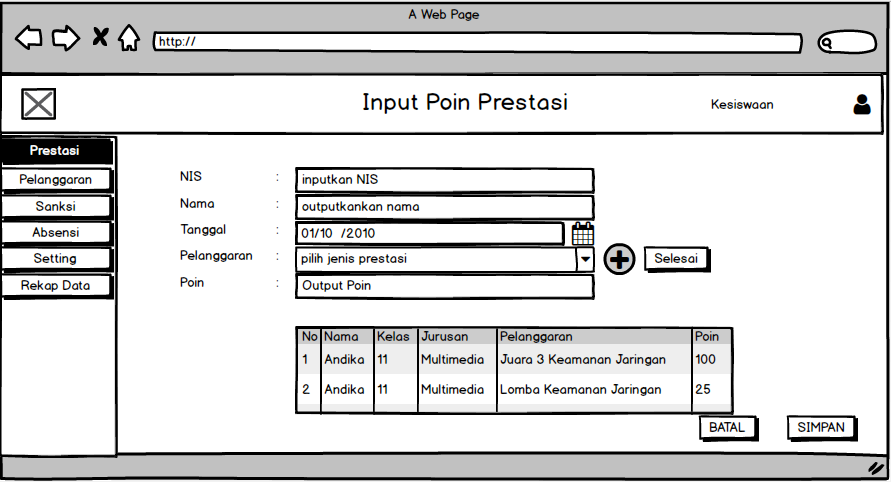 A Web Page
http://
Input Poin Prestasi
Kesiswaan
Prestasi
Pelanggaran
Sanksi
Absensi
Setting
Rekap Data
NIS : inputkan NIS
Nama : outputkankan nama
Tanggal : 01/10 /2010
Pelanggaran : pilih jenis prestasi Selesai
Poin : Output Poin
No Nama Kelas Jurusan Pelanggaran Poin
1 Andika 11 Multimedia Juara 3 Keamanan Jaringan 100
2 Andika 11 Multimedia Lomba Keamanan Jaringan 25
BATAL SIMPAN